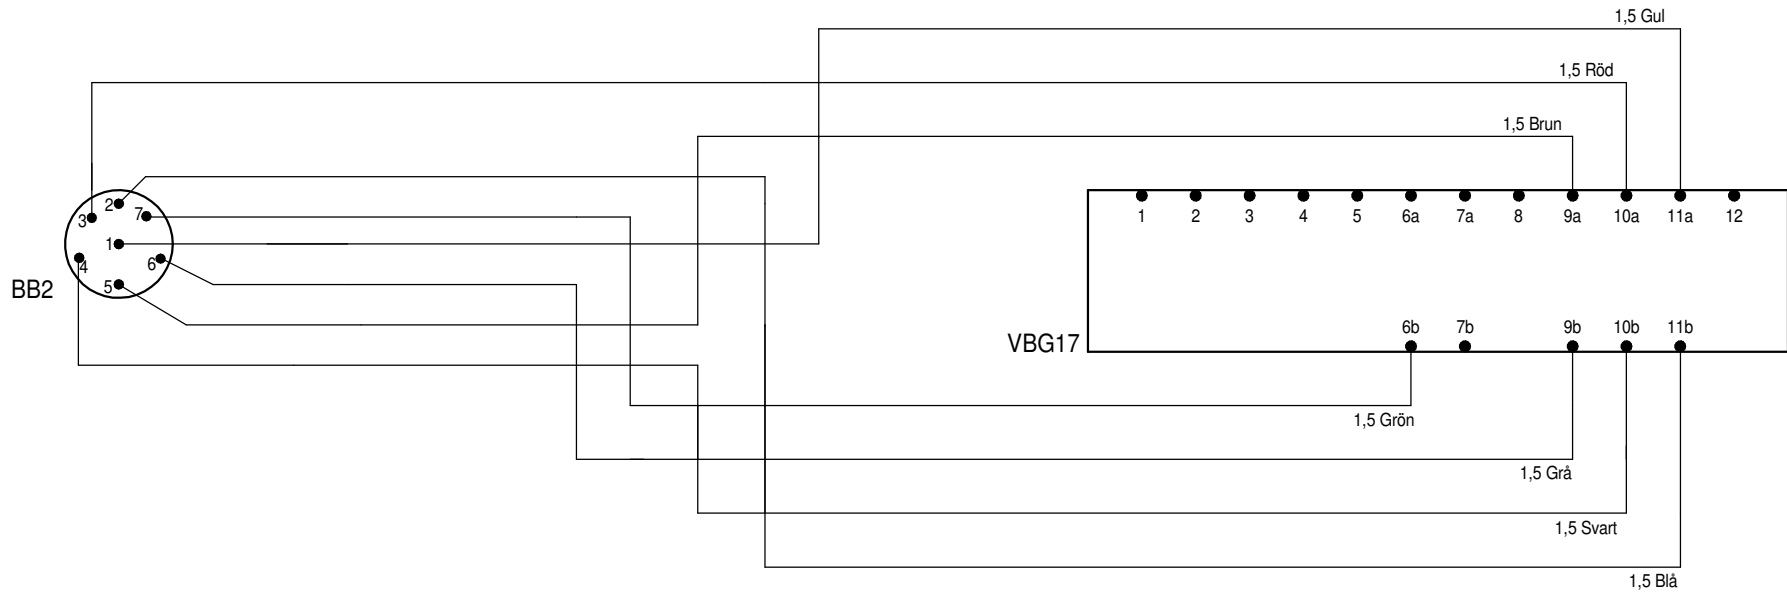 1,5 Gul
1,5 Röd
1,5 Brun
2
7
3
1
4
6
5
BB2
1 2 3 4 5 6a 7a 8 9a 10a 11a 12
6b 7b 9b 10b 11b
VBG17
1,5 Grön
1,5 Grå
1,5 Svart
1,5 Blå